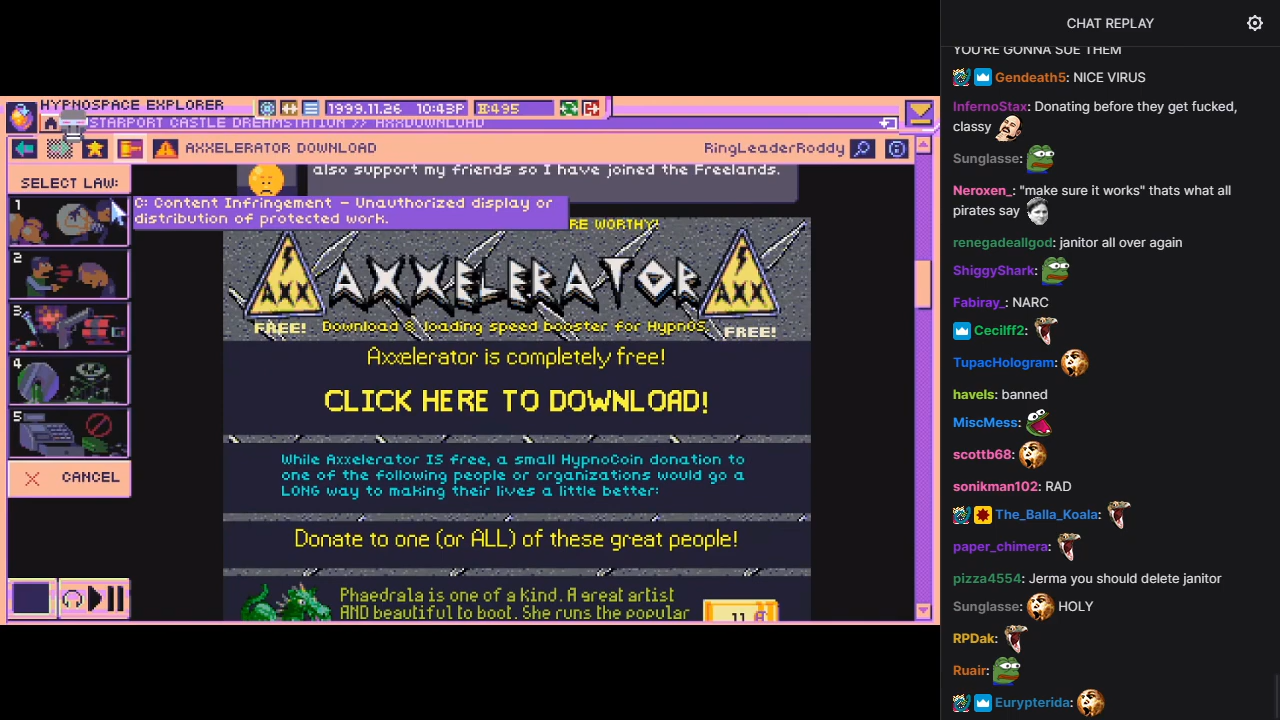 HYPNOSPACE EXPLORER
1999.11.26 10:43P
495
STARPORT CASTLE DREAMSTATION >> AXXDOWNLOAD
AXXELERATOR DOWNLOAD
RingLeaderRoddy
SELECT LAW:
1
2
3
4
5
CANCEL
also support my friends so I have joined the Freelands.
C: Content Infringement - Unauthorized display or
distribution of protected work.
RE WORTHY!
AXX
AXXELERATOR
AXX
FREE!
Download & loading speed booster for HypnOS
FREE!
Axxelerator is completely free!
CLICK HERE TO DOWNLOAD!
While Axxelerator IS free, a small HypnoCoin donation to
one of the following people or organizations would go a
LONG way to making their lives a little better:
Donate to one (or ALL) of these great people!
Phaedrala is one of a kind. A great artist
AND beautiful to boot. She runs the popular
11
CHAT REPLAY
YOU'RE GONNA SUE THEM
Gendeath5: NICE VIRUS
InfernoStax: Donating before they get fucked,
classy
Sunglasse:
Neroxen_: "make sure it works" thats what all
pirates say
renegadeallgod: janitor all over again
ShiggyShark:
Fabiray_: NARC
Cecilff2:
TupacHologram:
havels: banned
MiscMess:
scottb68:
sonikman102: RAD
The_Balla_Koala:
paper_chimera:
pizza4554: Jerma you should delete janitor
Sunglasse: HOLY
RPDak:
Ruair:
Eurypterida: